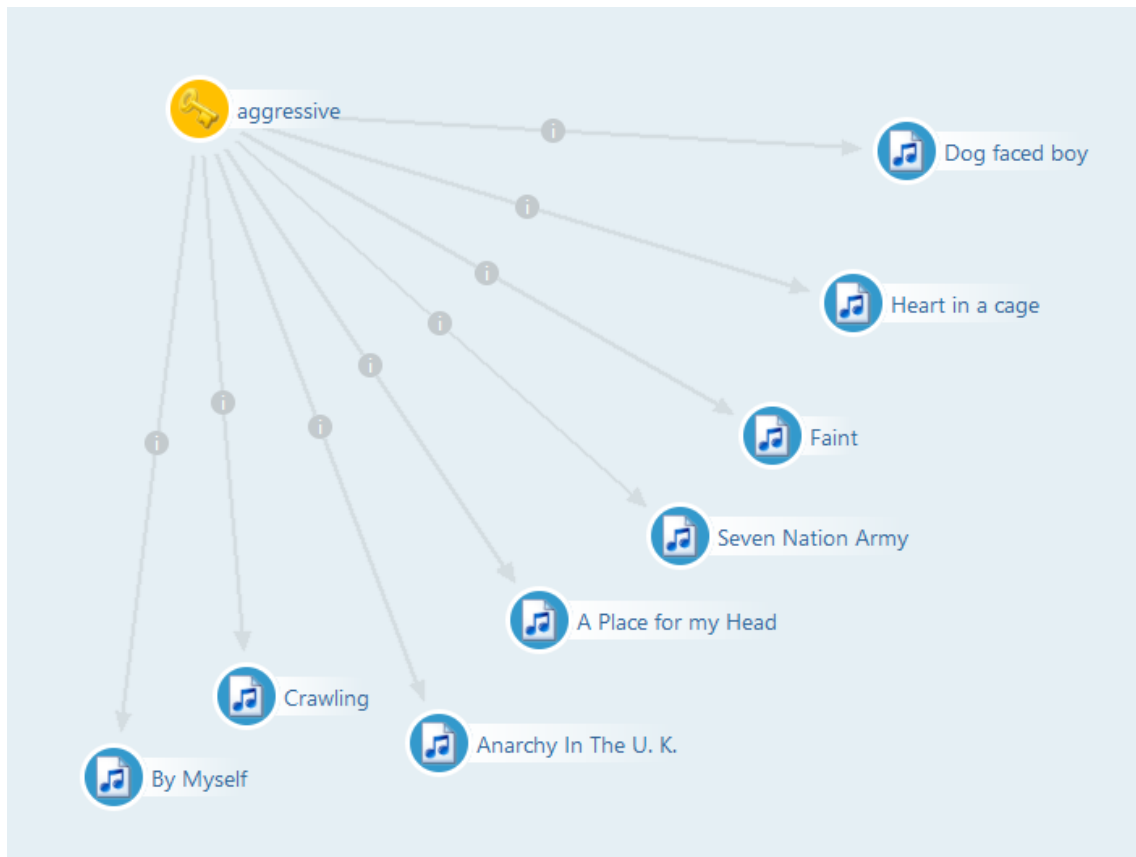 aggressive
Dog faced boy
Heart in a cage
Faint
Seven Nation Army
A Place for my Head
Crawling
Anarchy In The U. K.
By Myself